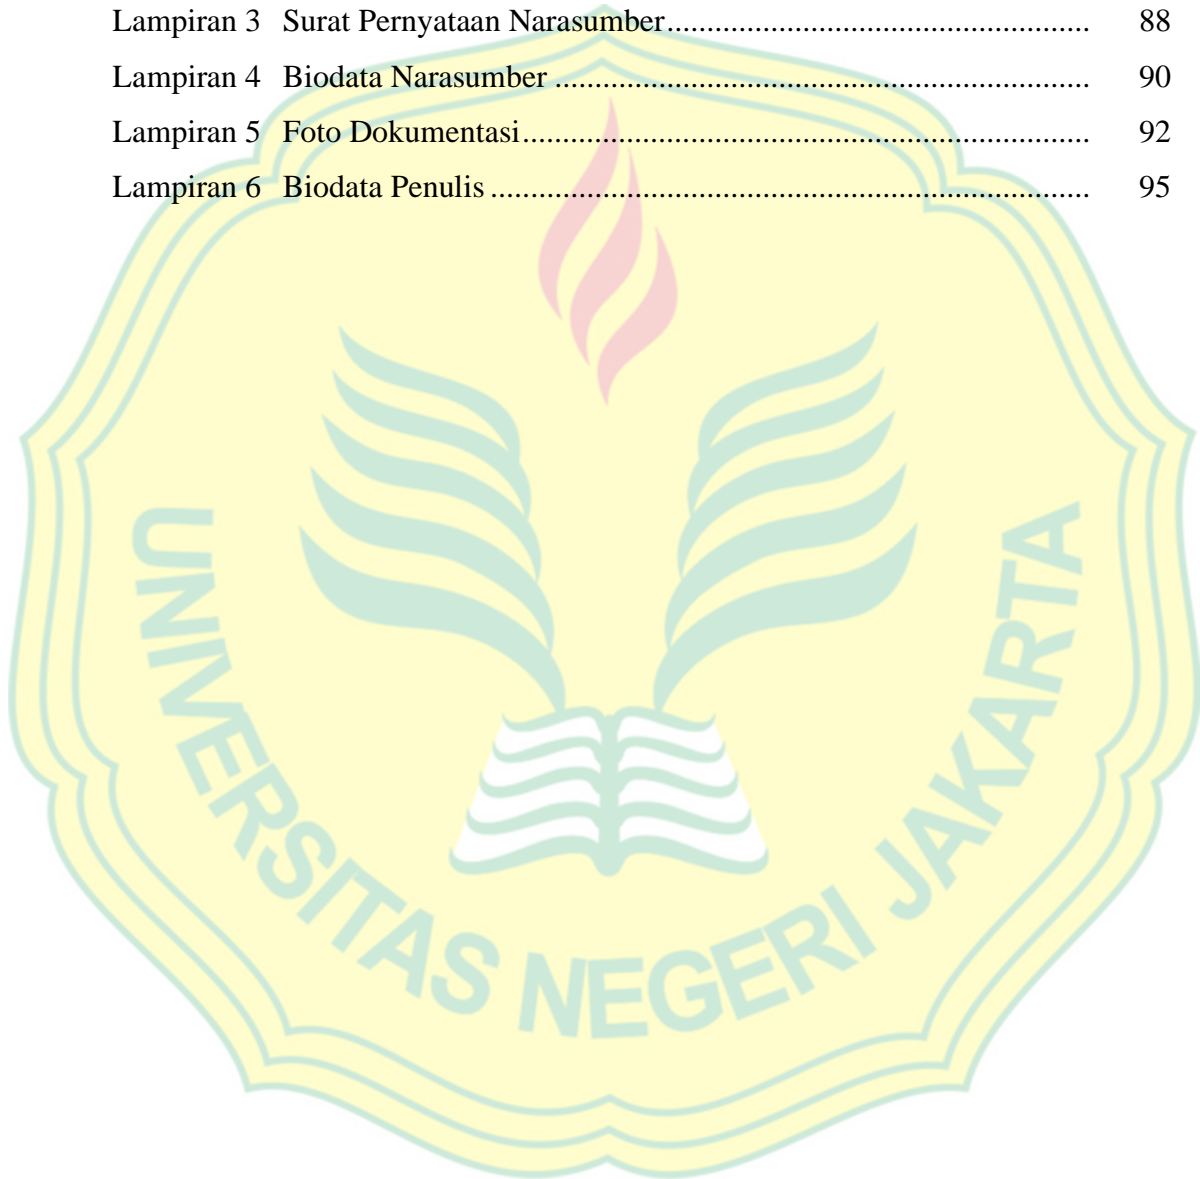 Lampiran 3 Surat Pernyataan Narasumber.................................................... 88
Lampiran 4 Biodata Narasumber .................................................................. 90
Lampiran 5 Foto Dokumentasi...................................................................... 92
Lampiran 6 Biodata Penulis .......................................................................... 95
UNIVERSITAS NEGERI JAKARTA